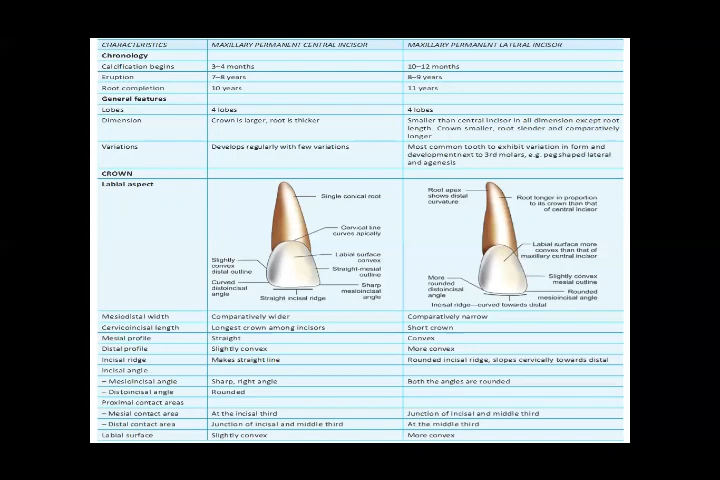 CHARACTERISTICS MAXILLARY PERMANENT CENTRAL INCISOR MAXILLARY PERMANENT LATERAL INCISOR
Chronology
Calcification begins 3–4 months 10–12 months
Eruption 7–8 years 8–9 years
Root completion 10 years 11 years
General features
Lobes 4 lobes 4 lobes
Dimension Crown is larger, root is thicker Smaller than central incisor in all dimension except root
length. Crown smaller, root slender and comparatively
longer
Variations Develops regularly with few variations Most common tooth to exhibit variation in form and
development next to 3rd molars, e.g. peg shaped lateral
and agenesis
CROWN
Labial aspect
Single conical root
Cervical line
curves apically
Labial surface
convex
Straight-mesial
outline
Sharp
mesioincisal
angle
Slightly
convex
distal outline
Curved
distoincisal
angle
Straight incisal ridge
Root apex
shows distal
curvature
Root longer in proportion
to its crown than that
of central incisor
Labial surface more
convex than that of
maxillary central incisor
Slightly convex
mesial outline
Rounded
mesioincisal angle
More
rounded
distoincisal
angle
Incisal ridge—curved towards distal
Mesiodistal width Comparatively wider Comparatively narrow
Cervicoincisal length Longest crown among incisors Short crown
Mesial profile Straight Convex
Distal profile Slightly convex More convex
Incisal ridge Makes straight line Rounded incisal ridge, slopes cervically towards distal
Incisal angle
– Mesioincisal angle Sharp, right angle Both the angles are rounded
– Distoincisal angle Rounded
Proximal contact areas
– Mesial contact area At the incisal third Junction of incisal and middle third
– Distal contact area Junction of incisal and middle third At the middle third
Labial surface Slightly convex More convex